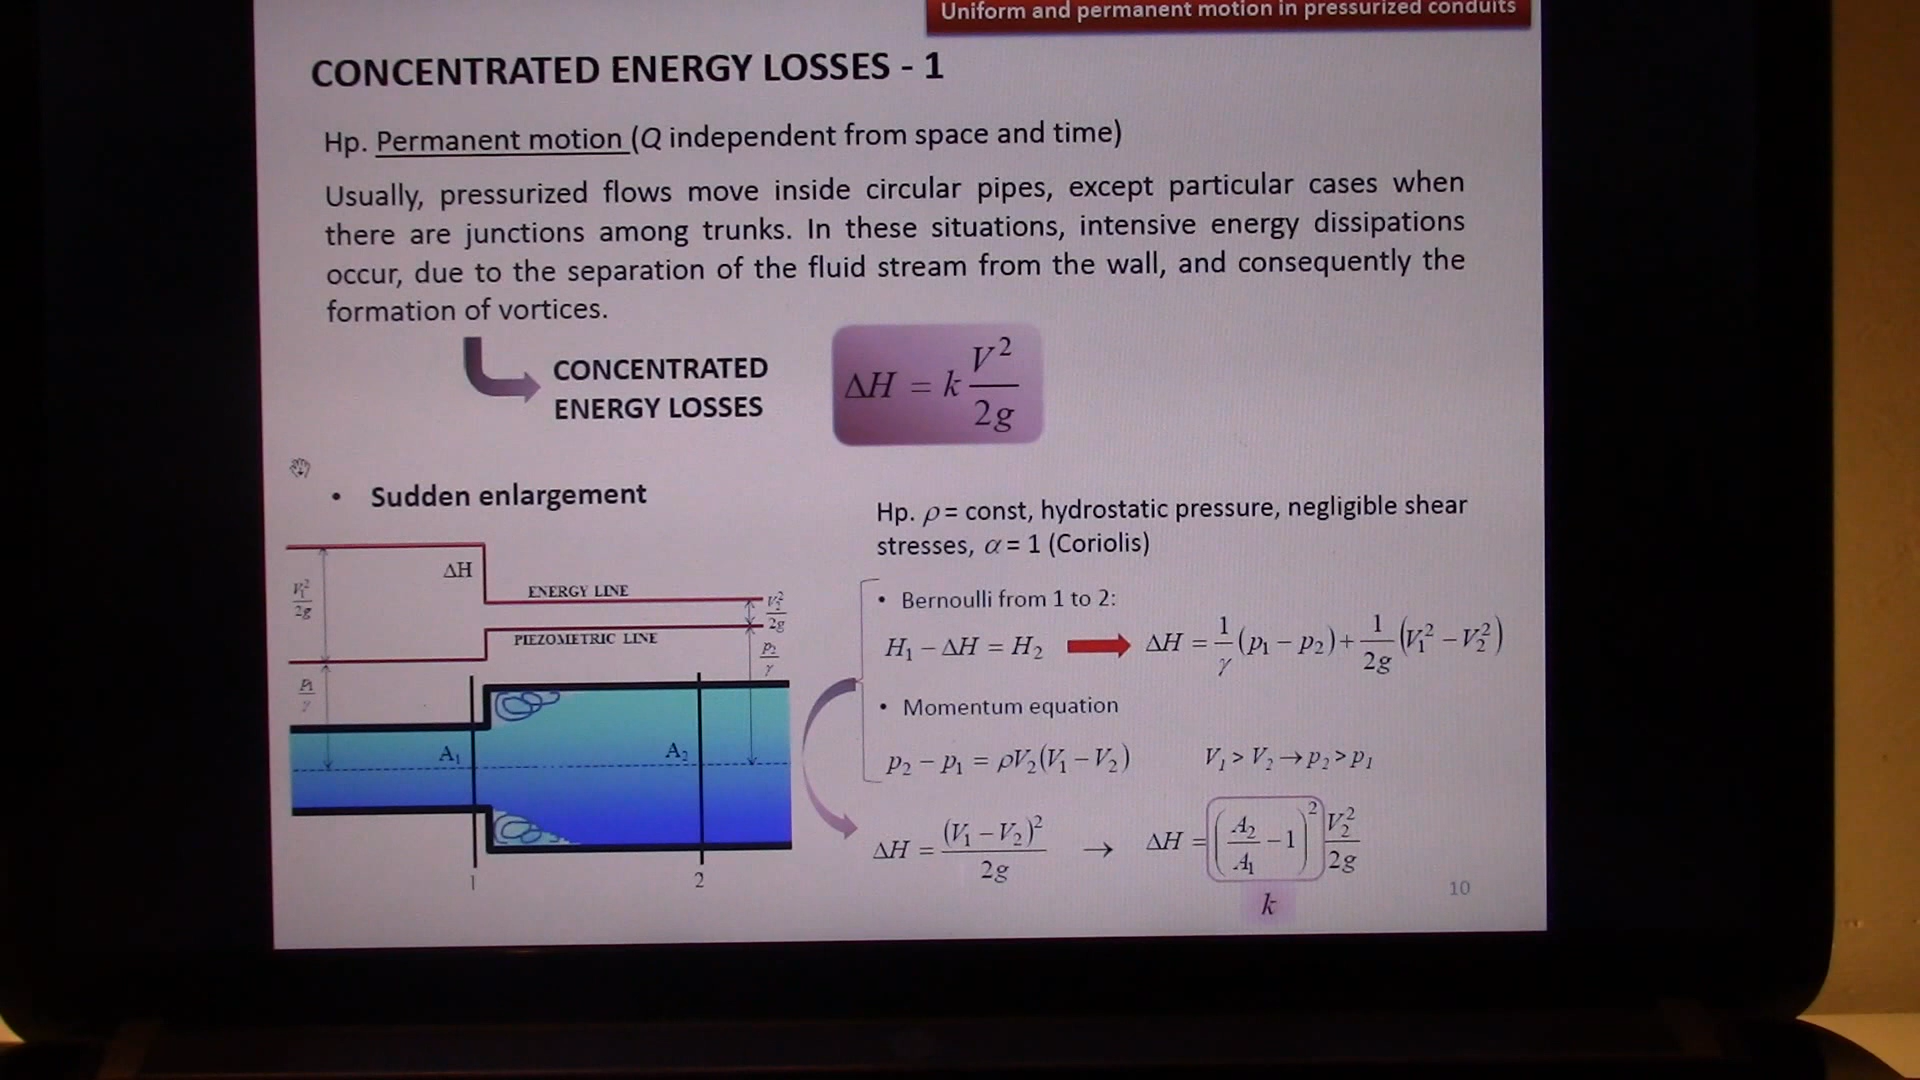 Uniform and permanent motion in pressurized conduits
CONCENTRATED ENERGY LOSSES - 1
Hp. Permanent motion (Q independent from space and time)
Usually, pressurized flows move inside circular pipes, except particular cases when
there are junctions among trunks. In these situations, intensive energy dissipations
occur, due to the separation of the fluid stream from the wall, and consequently the
formation of vortices.
CONCENTRATED
ENERGY LOSSES
ΔH = k V²/2g
• Sudden enlargement
ΔH
V₁²/2g
ENERGY LINE
V₂²/2g
PIEZOMETRIC LINE
p₂/γ
p₁/γ
A₁
A₂
1
2
Hp. ρ = const, hydrostatic pressure, negligible shear
stresses, α = 1 (Coriolis)
• Bernoulli from 1 to 2:
H₁ − ΔH = H₂ ΔH = 1/γ (p₁ − p₂) + 1/2g (V₁² − V₂²)
• Momentum equation
p₂ − p₁ = ρV₂(V₁ − V₂) V₁ > V₂ → p₂ > p₁
ΔH = (V₁ − V₂)²/2g → ΔH = (A₂/A₁ − 1)² V₂²/2g
k
10